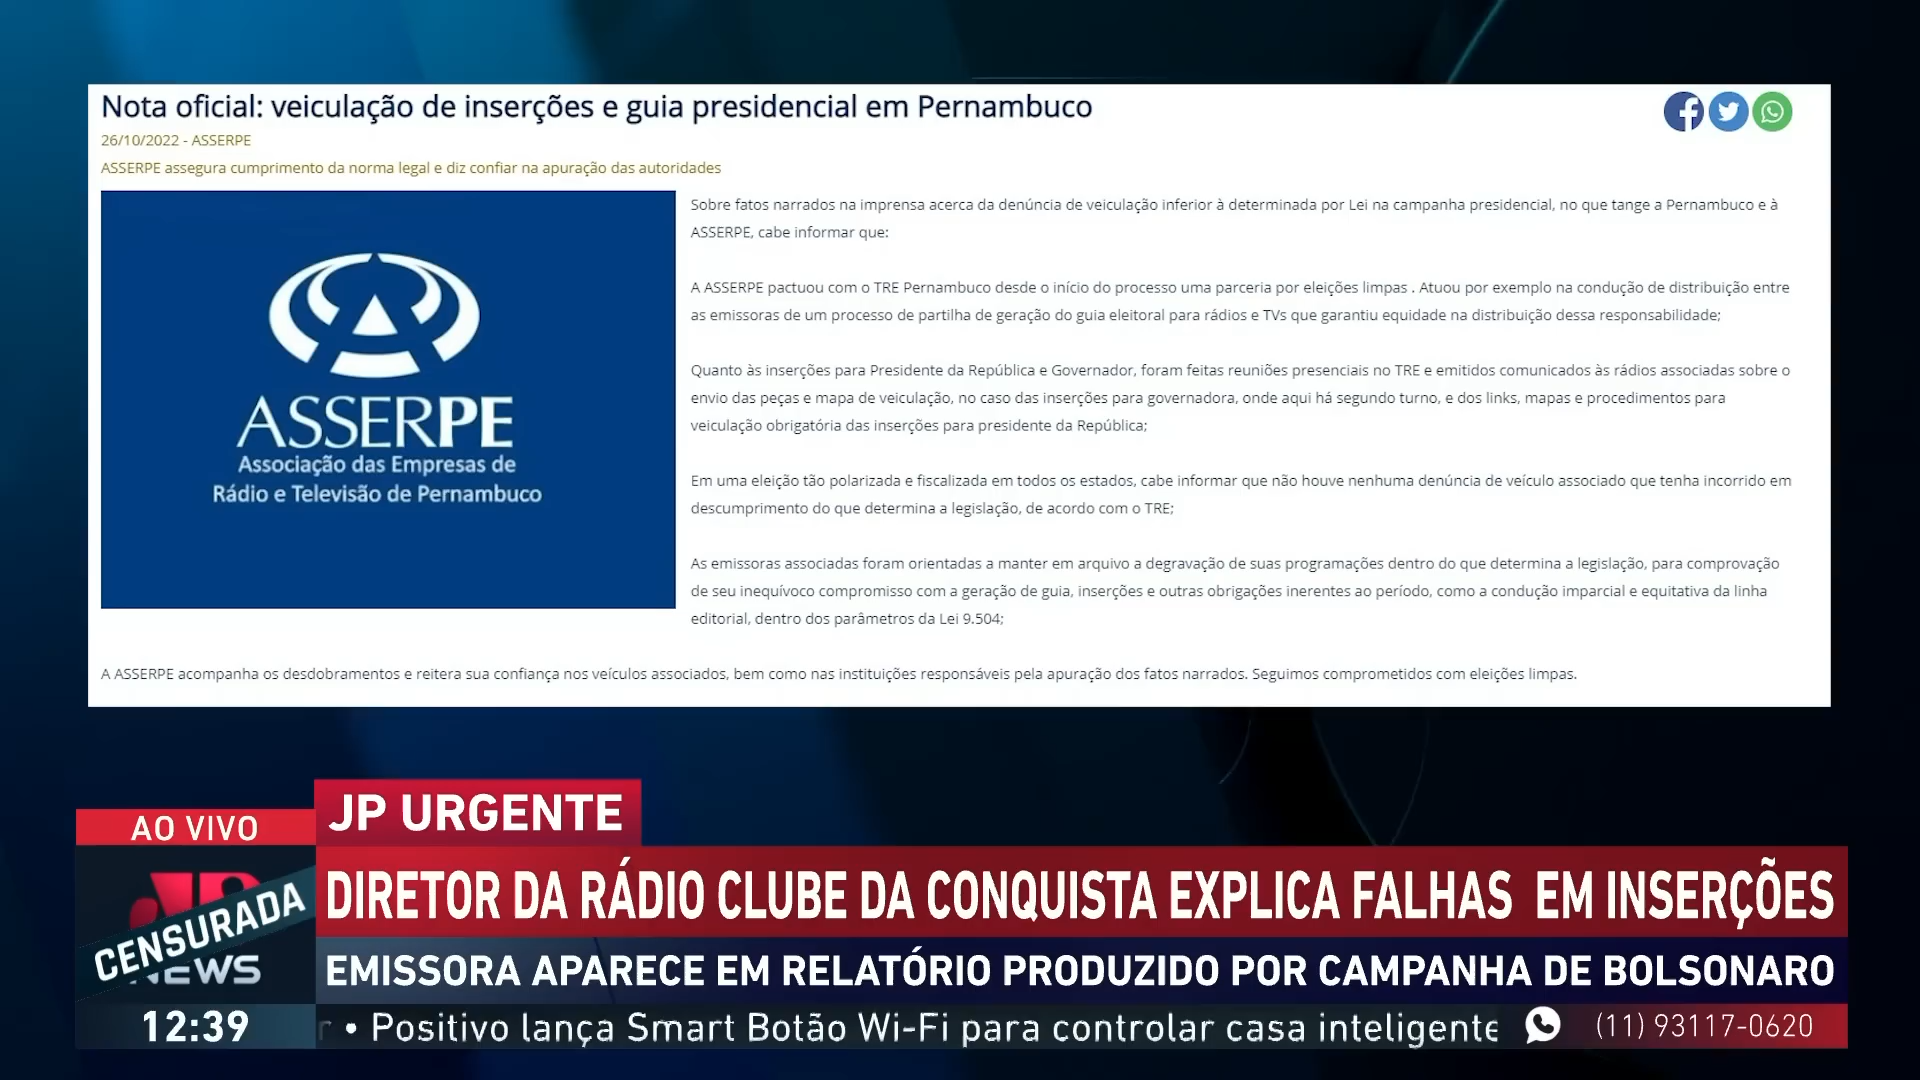 Nota oficial: veiculação de inserções e guia presidencial em Pernambuco
26/10/2022 - ASSERPE
ASSERPE assegura cumprimento da norma legal e diz confiar na apuração das autoridades
ASSERPE
Associação das Empresas de
Rádio e Televisão de Pernambuco
Sobre fatos narrados na imprensa acerca da denúncia de veiculação inferior à determinada por Lei na campanha presidencial, no que tange a Pernambuco e à
ASSERPE, cabe informar que:
A ASSERPE pactuou com o TRE Pernambuco desde o início do processo uma parceria por eleições limpas . Atuou por exemplo na condução de distribuição entre
as emissoras de um processo de partilha de geração do guia eleitoral para rádios e TVs que garantiu equidade na distribuição dessa responsabilidade;
Quanto às inserções para Presidente da República e Governador, foram feitas reuniões presenciais no TRE e emitidos comunicados às rádios associadas sobre o
envio das peças e mapa de veiculação, no caso das inserções para governadora, onde aqui há segundo turno, e dos links, mapas e procedimentos para
veiculação obrigatória das inserções para presidente da República;
Em uma eleição tão polarizada e fiscalizada em todos os estados, cabe informar que não houve nenhuma denúncia de veículo associado que tenha incorrido em
descumprimento do que determina a legislação, de acordo com o TRE;
As emissoras associadas foram orientadas a manter em arquivo a degravação de suas programações dentro do que determina a legislação, para comprovação
de seu inequívoco compromisso com a geração de guia, inserções e outras obrigações inerentes ao período, como a condução imparcial e equitativa da linha
editorial, dentro dos parâmetros da Lei 9.504;
A ASSERPE acompanha os desdobramentos e reitera sua confiança nos veículos associados, bem como nas instituições responsáveis pela apuração dos fatos narrados. Seguimos comprometidos com eleições limpas.
JP URGENTE
AO VIVO
JP
CENSURADA
NEWS
DIRETOR DA RÁDIO CLUBE DA CONQUISTA EXPLICA FALHAS EM INSERÇÕES
EMISSORA APARECE EM RELATÓRIO PRODUZIDO POR CAMPANHA DE BOLSONARO
12:39
r • Positivo lança Smart Botão Wi-Fi para controlar casa inteligente
(11) 93117-0620